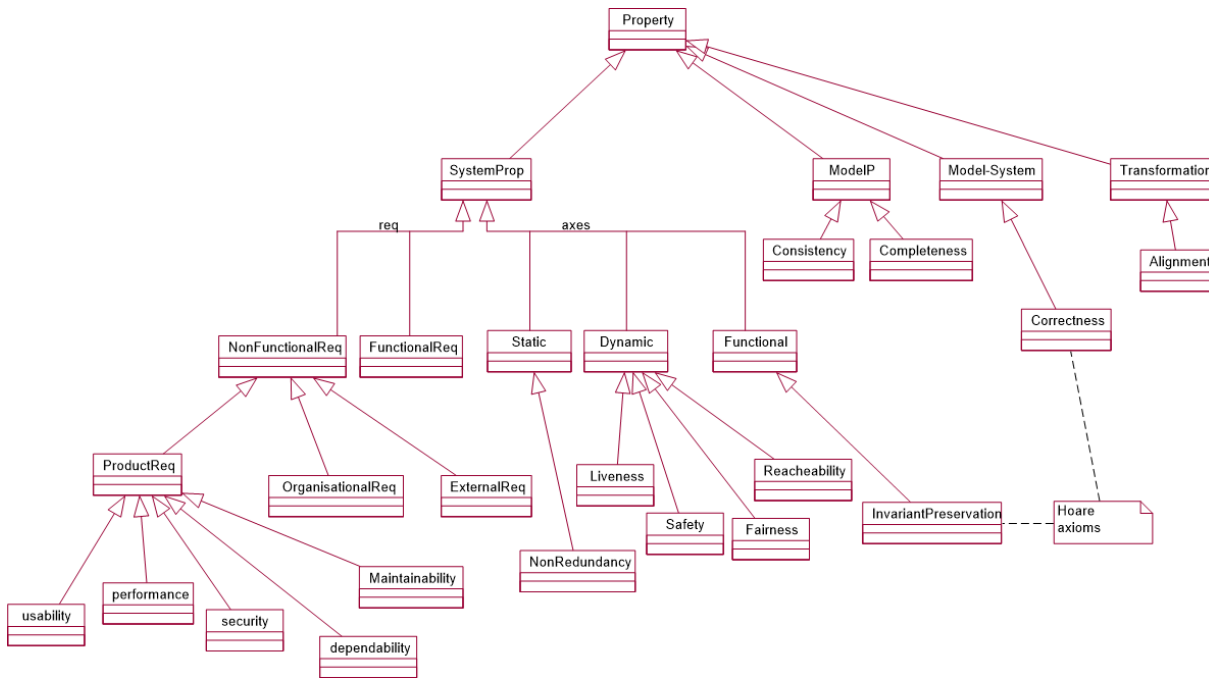 Property
SystemProp
ModelP
Model-System
Transformation
req
axes
Consistency
Completeness
Alignment
Correctness
NonFunctionalReq
FunctionalReq
Static
Dynamic
Functional
ProductReq
OrganisationalReq
ExternalReq
Liveness
Reacheability
InvariantPreservation
Hoare
axioms
Safety
Fairness
NonRedundancy
Maintainability
performance
usability
security
dependability